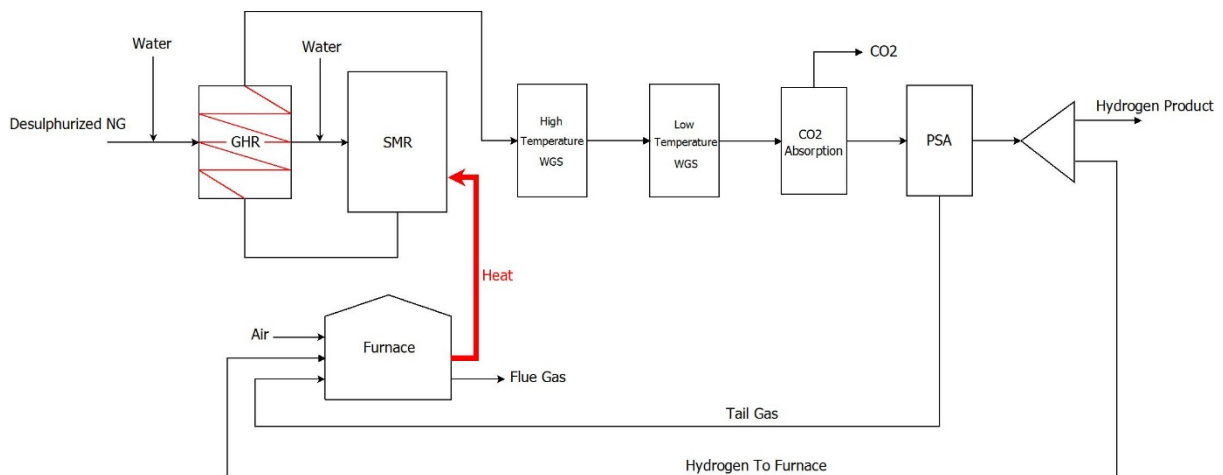 Water
Water
CO2
Desulphurized NG
GHR
SMR
High
Temperature
WGS
Low
Temperature
WGS
CO2
Absorption
PSA
Hydrogen Product
Heat
Air
Furnace
Flue Gas
Tail Gas
Hydrogen To Furnace